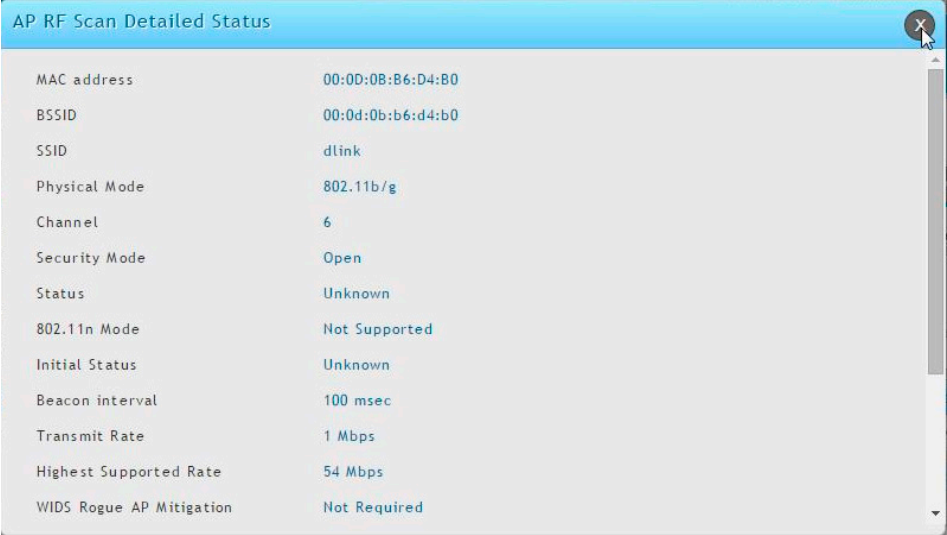 AP RF Scan Detailed Status X
MAC address 00:0D:0B:B6:D4:B0
BSSID 00:0d:0b:b6:d4:b0
SSID dlink
Physical Mode 802.11b/g
Channel 6
Security Mode Open
Status Unknown
802.11n Mode Not Supported
Initial Status Unknown
Beacon interval 100 msec
Transmit Rate 1 Mbps
Highest Supported Rate 54 Mbps
WIDS Rogue AP Mitigation Not Required